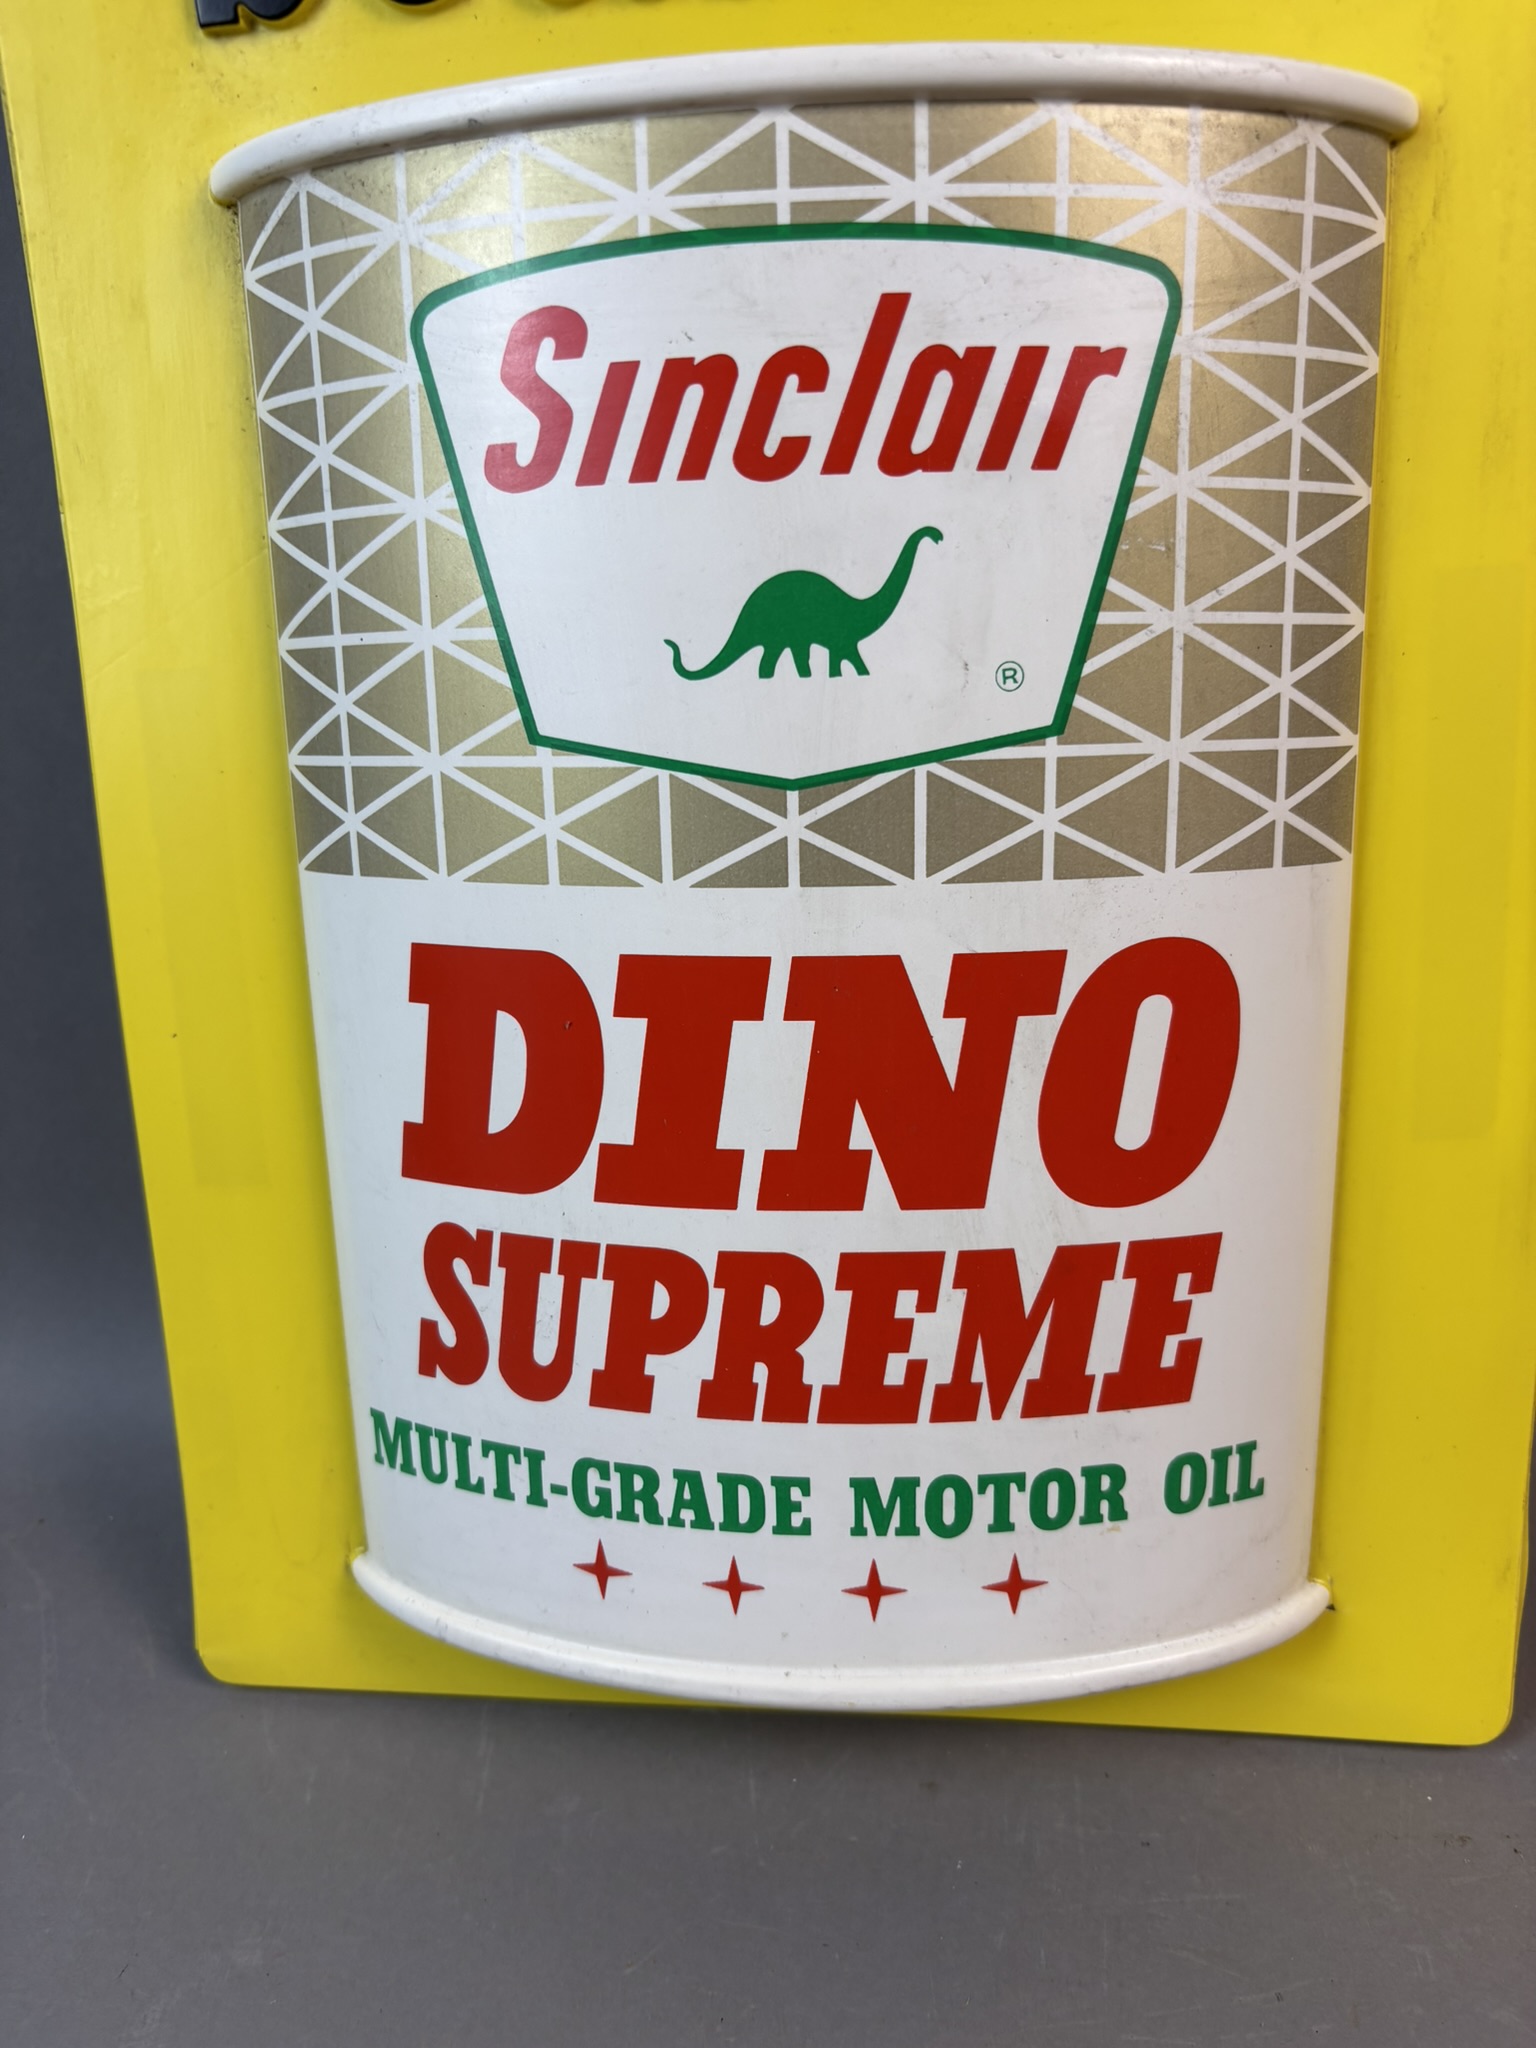 Sinclair
®
DINO
SUPREME
MULTI-GRADE MOTOR OIL